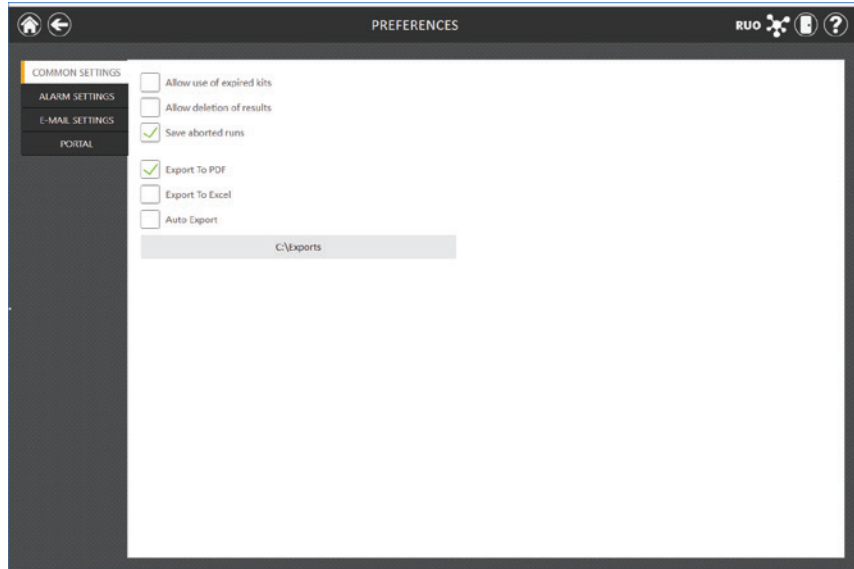 PREFERENCES
RUO
?
COMMON SETTINGS
ALARM SETTINGS
E-MAIL SETTINGS
PORTAL
Allow use of expired kits
Allow deletion of results
Save aborted runs
Export To PDF
Export To Excel
Auto Export
C:\Exports